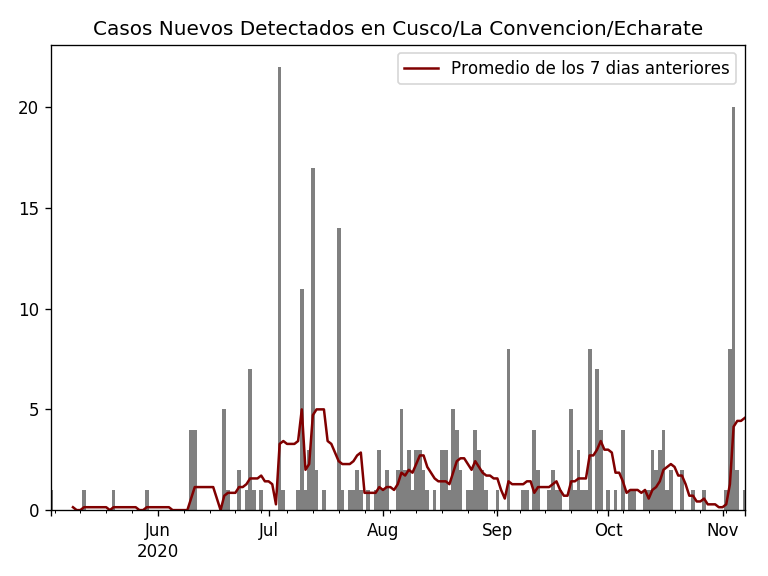 Casos Nuevos Detectados en Cusco/La Convencion/Echarate
Promedio de los 7 dias anteriores
20
15
10
5
0
Jun Jul Aug Sep Oct Nov
2020